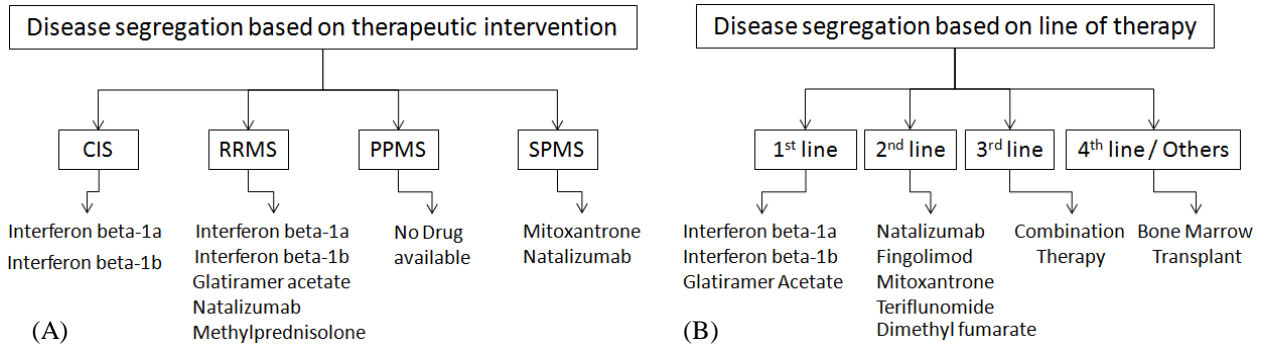 Disease segregation based on therapeutic intervention
CIS
RRMS
PPMS
SPMS
Interferon beta-1a
Interferon beta-1b
Interferon beta-1a
Interferon beta-1b
Glatiramer acetate
Natalizumab
Methylprednisolone
No Drug
available
Mitoxantrone
Natalizumab
(A)
Disease segregation based on line of therapy
1st line
2nd line
3rd line
4th line / Others
Interferon beta-1a
Interferon beta-1b
Glatiramer Acetate
Natalizumab
Fingolimod
Mitoxantrone
Teriflunomide
Dimethyl fumarate
Combination
Therapy
Bone Marrow
Transplant
(B)